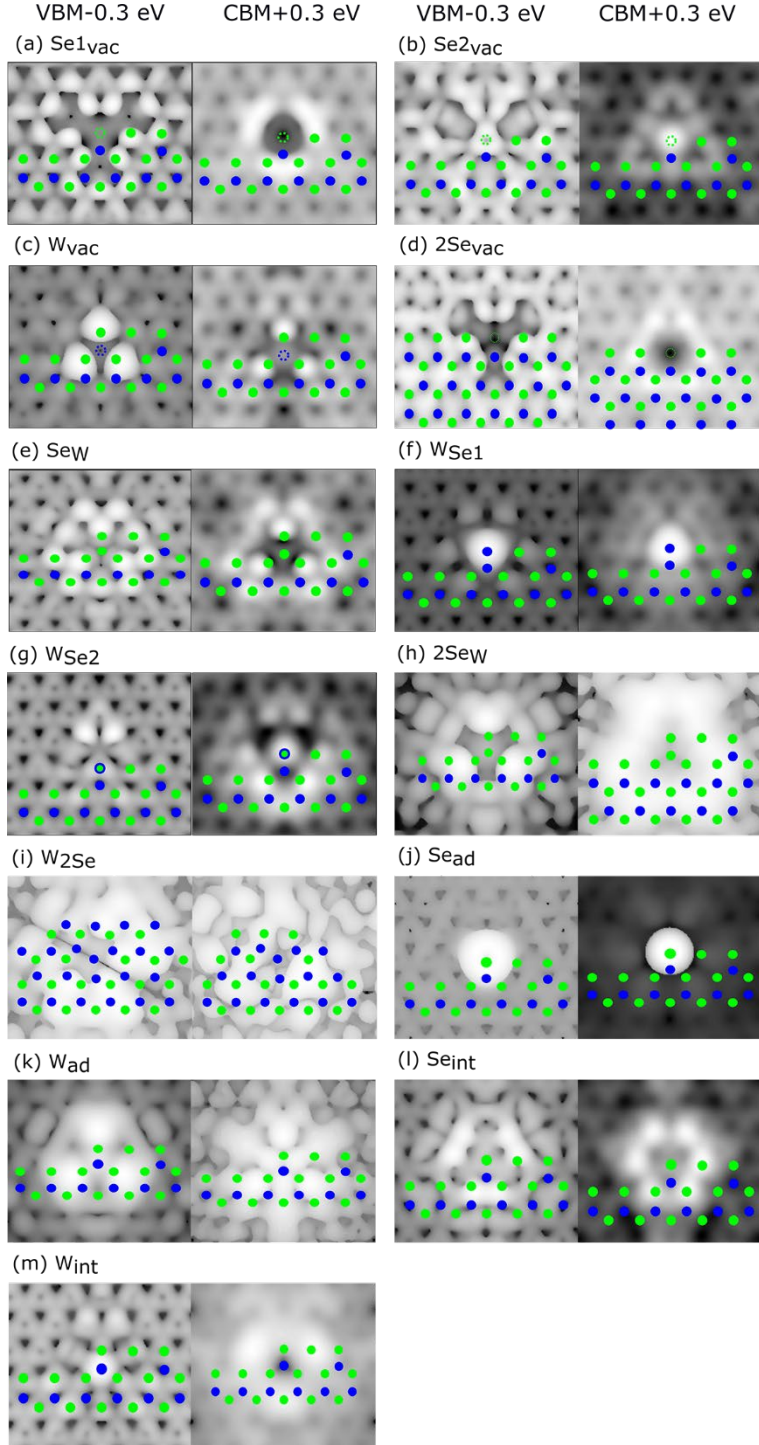 VBM-0.3 eV CBM+0.3 eV VBM-0.3 eV CBM+0.3 eV
(a) Se1vac (b) Se2vac
(c) Wvac (d) 2Sevac
(e) SeW (f) WSe1
(g) WSe2 (h) 2SeW
(i) W2Se (j) Sead
(k) Wad (l) Seint
(m) Wint